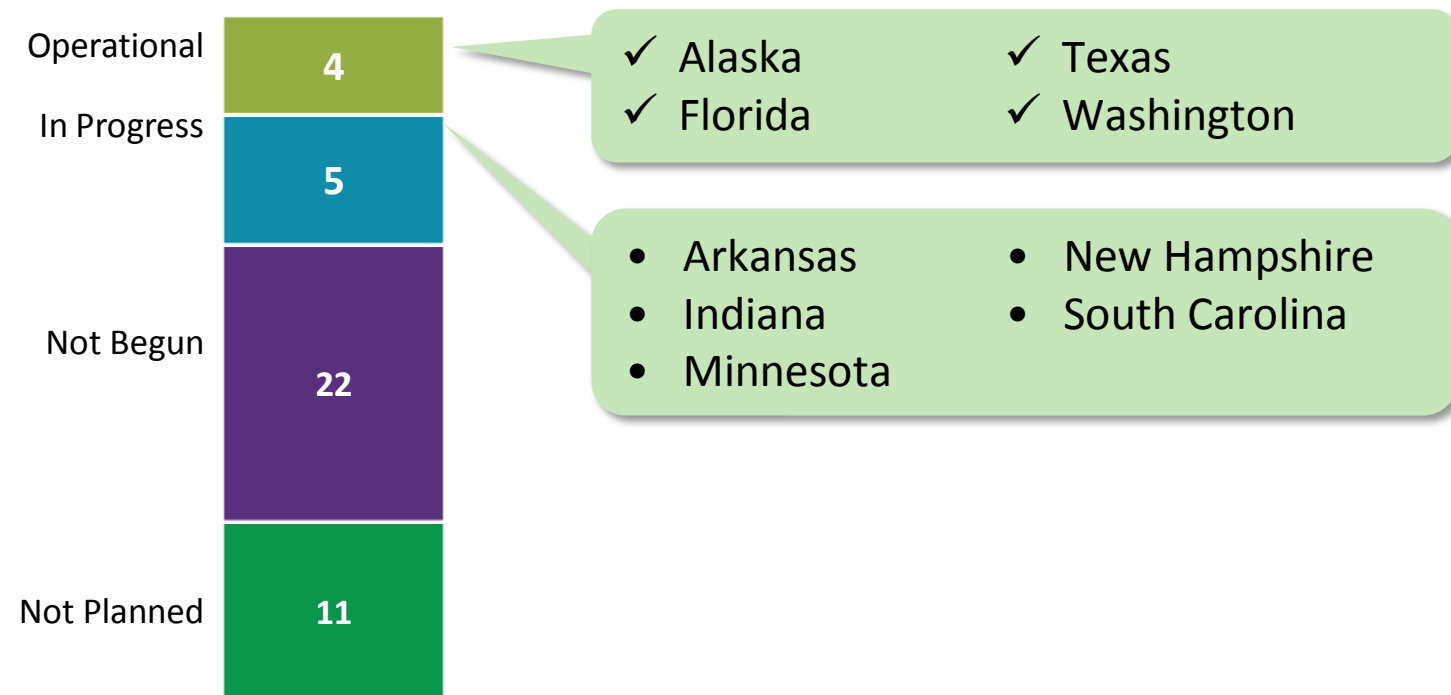 Operational
4
✓ Alaska
✓ Texas
✓ Florida
✓ Washington
In Progress
5
• Arkansas
• New Hampshire
• Indiana
• South Carolina
• Minnesota
Not Begun
22
Not Planned
11